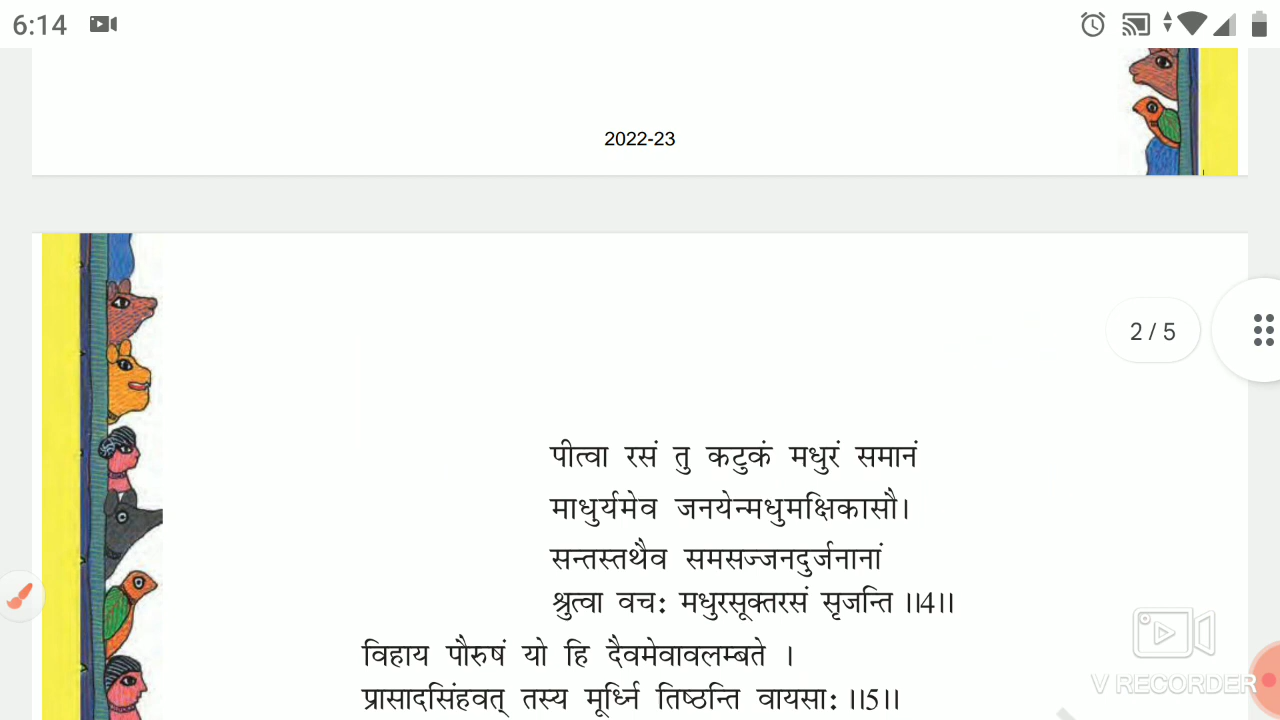 6:14
2022-23
2 / 5
पीत्वा रसं तु कटुकं मधुरं समानं
माधुर्यमेव जनयेन्मधुमक्षिकासौ।
सन्तस्तथैव समसज्जनदुर्जनानां
श्रुत्वा वचः मधुरसूक्तरसं सृजन्ति ।।4।।
विहाय पौरुषं यो हि दैवमेवावलम्बते ।
प्रासादसिंहवत् तस्य मूर्ध्नि तिष्ठन्ति वायसाः ।।5।।
V RECORDER